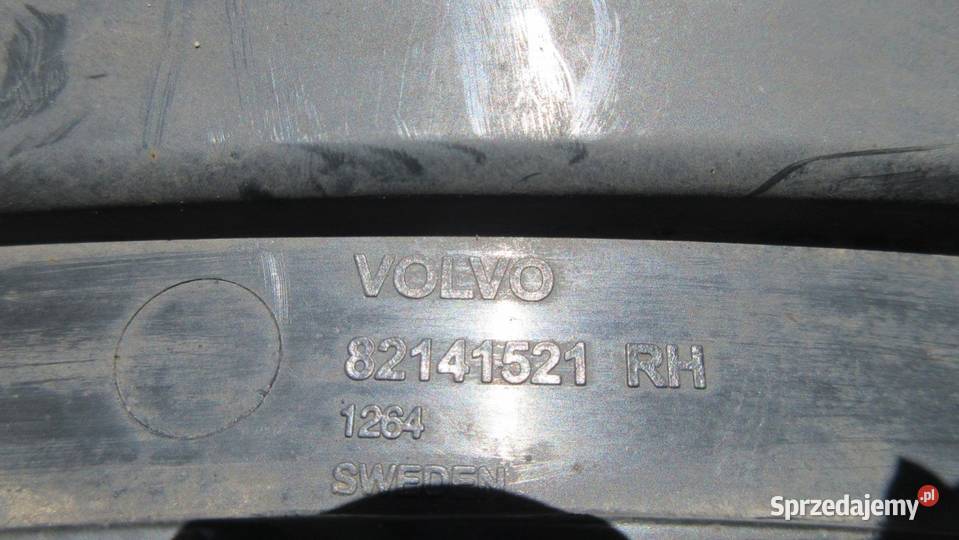 VOLVO
82141521 RH
1264
SWEDEN
Sprzedajemy.pl